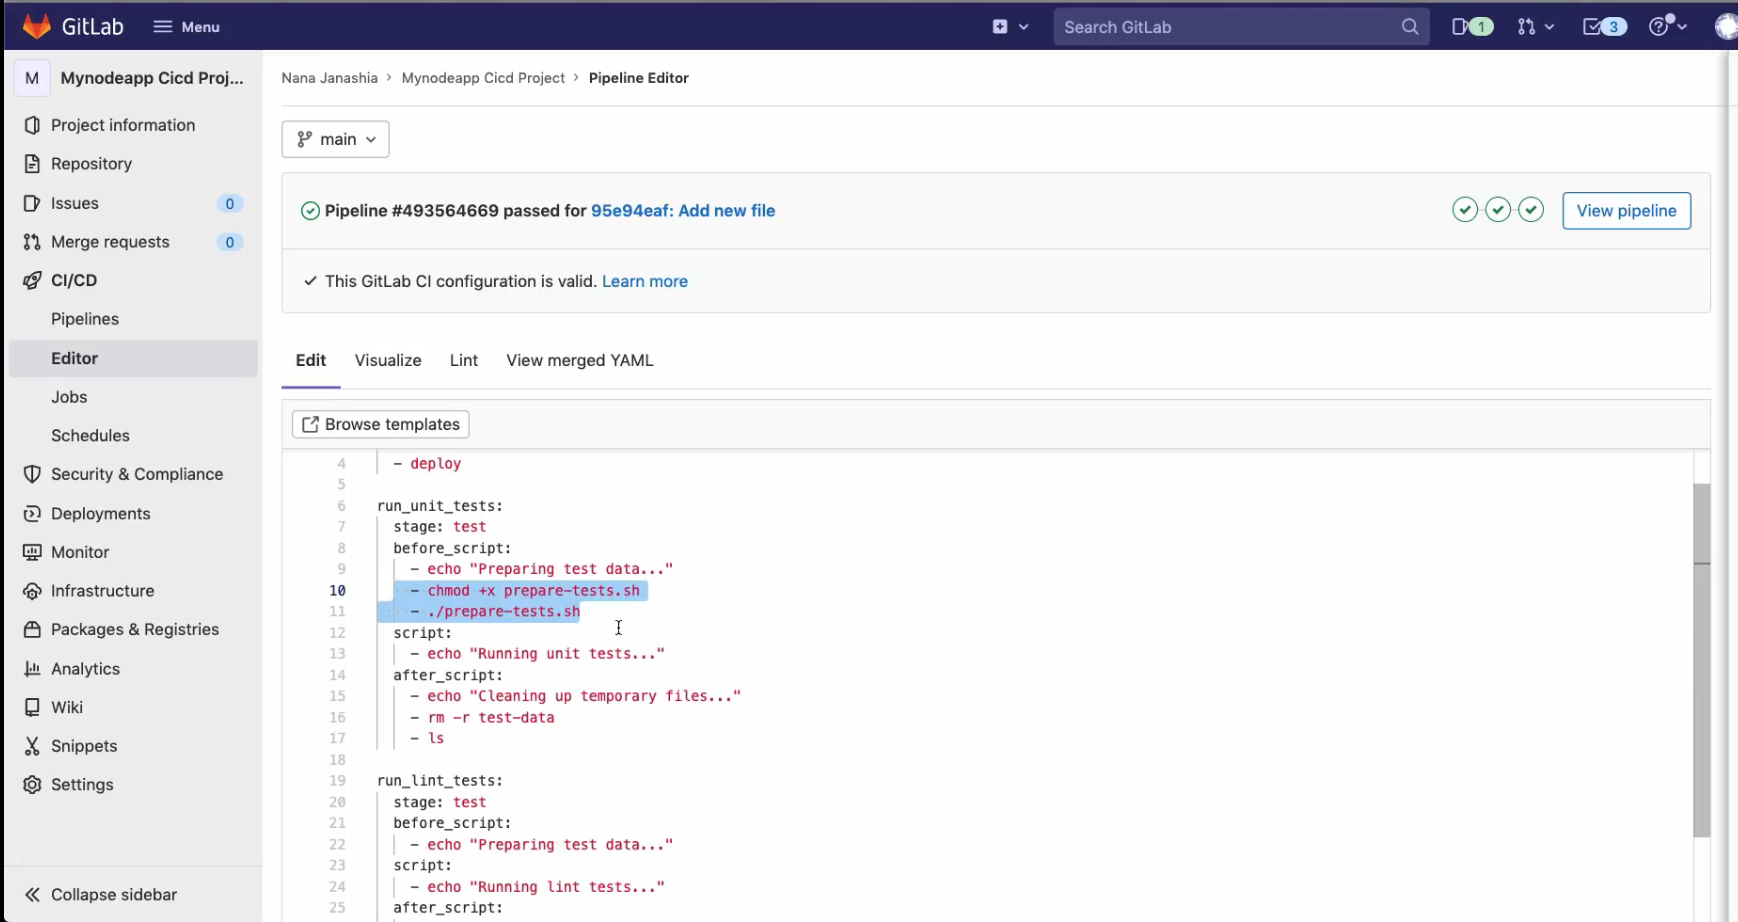 GitLab
Menu
Search GitLab
1
3
M
Mynodeapp Cicd Proj...
Project information
Repository
Issues 0
Merge requests 0
CI/CD
Pipelines
Editor
Jobs
Schedules
Security & Compliance
Deployments
Monitor
Infrastructure
Packages & Registries
Analytics
Wiki
Snippets
Settings
Collapse sidebar
Nana Janashia › Mynodeapp Cicd Project › Pipeline Editor
main
Pipeline #493564669 passed for 95e94eaf: Add new file
View pipeline
This GitLab CI configuration is valid. Learn more
Edit Visualize Lint View merged YAML
Browse templates
4 - deploy
5
6 run_unit_tests:
7 stage: test
8 before_script:
9 - echo "Preparing test data..."
10 - chmod +x prepare-tests.sh
11 - ./prepare-tests.sh
12 script:
13 - echo "Running unit tests..."
14 after_script:
15 - echo "Cleaning up temporary files..."
16 - rm -r test-data
17 - ls
18
19 run_lint_tests:
20 stage: test
21 before_script:
22 - echo "Preparing test data..."
23 script:
24 - echo "Running lint tests..."
25 after_script: